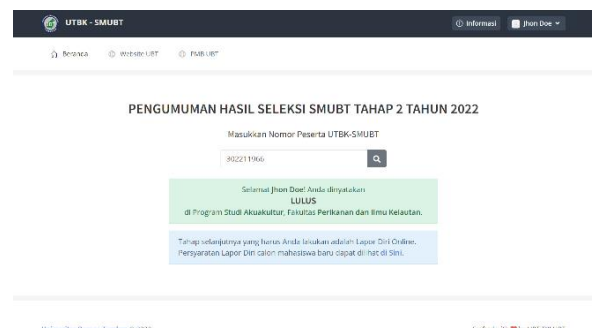 UTBK - SMUBT
Informasi
Jhon Doe
Beranda
Website UBT
PMB UBT
PENGUMUMAN HASIL SELEKSI SMUBT TAHAP 2 TAHUN 2022
Masukkan Nomor Peserta UTBK-SMUBT
302211966
Selamat Jhon Doe! Anda dinyatakan
LULUS
di Program Studi Akuakultur, Fakultas Perikanan dan Ilmu Kelautan.
Tahap selanjutnya yang harus Anda lakukan adalah Lapor Diri Online.
Persyaratan Lapor Diri calon mahasiswa baru dapat dilihat di Sini.